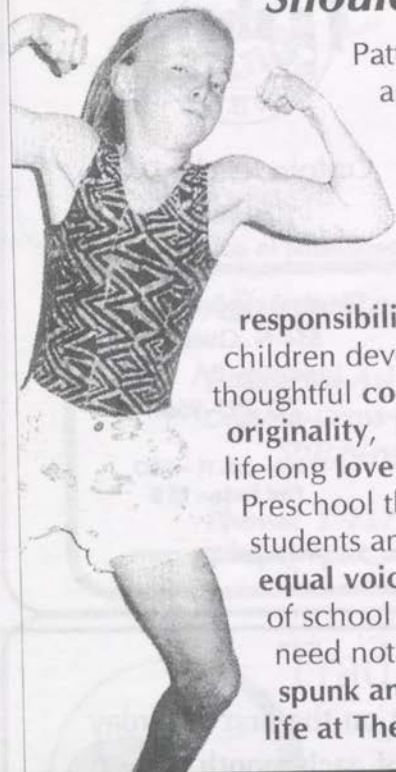 Shoul
Pat
a
responsibili
children dev
thoughtful co
originality,
lifelong love
Preschool th
students an
equal voic
of school
need not
spunk an
life at The